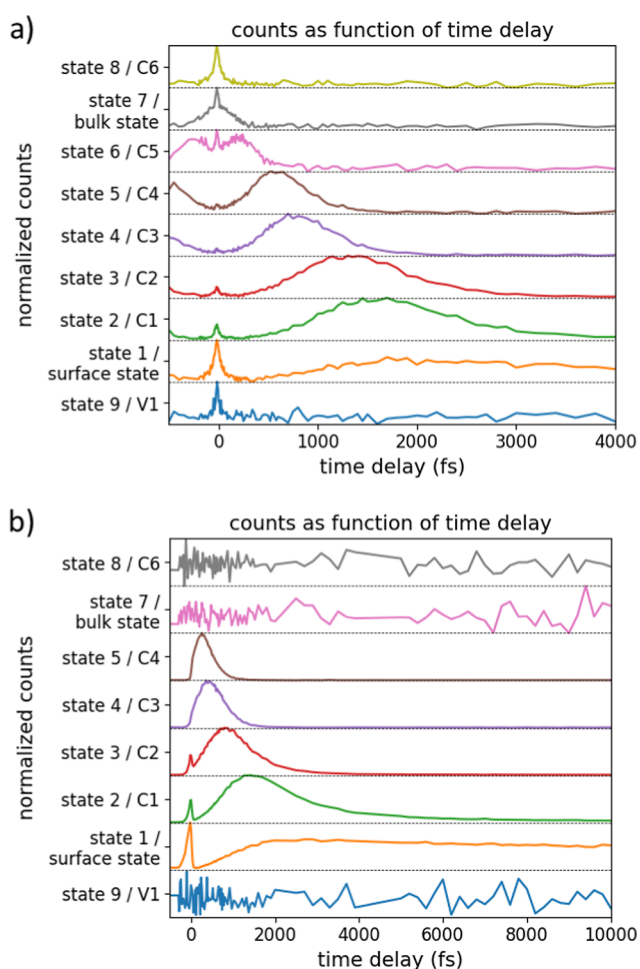 a)
counts as function of time delay
state 8 / C6
state 7 /
bulk state
state 6 / C5
state 5 / C4
state 4 / C3
state 3 / C2
state 2 / C1
state 1 /
surface state
state 9 / V1
normalized counts
0 1000 2000 3000 4000
time delay (fs)
b)
counts as function of time delay
state 8 / C6
state 7 /
bulk state
state 5 / C4
state 4 / C3
state 3 / C2
state 2 / C1
state 1 /
surface state
state 9 / V1
normalized counts
0 2000 4000 6000 8000 10000
time delay (fs)